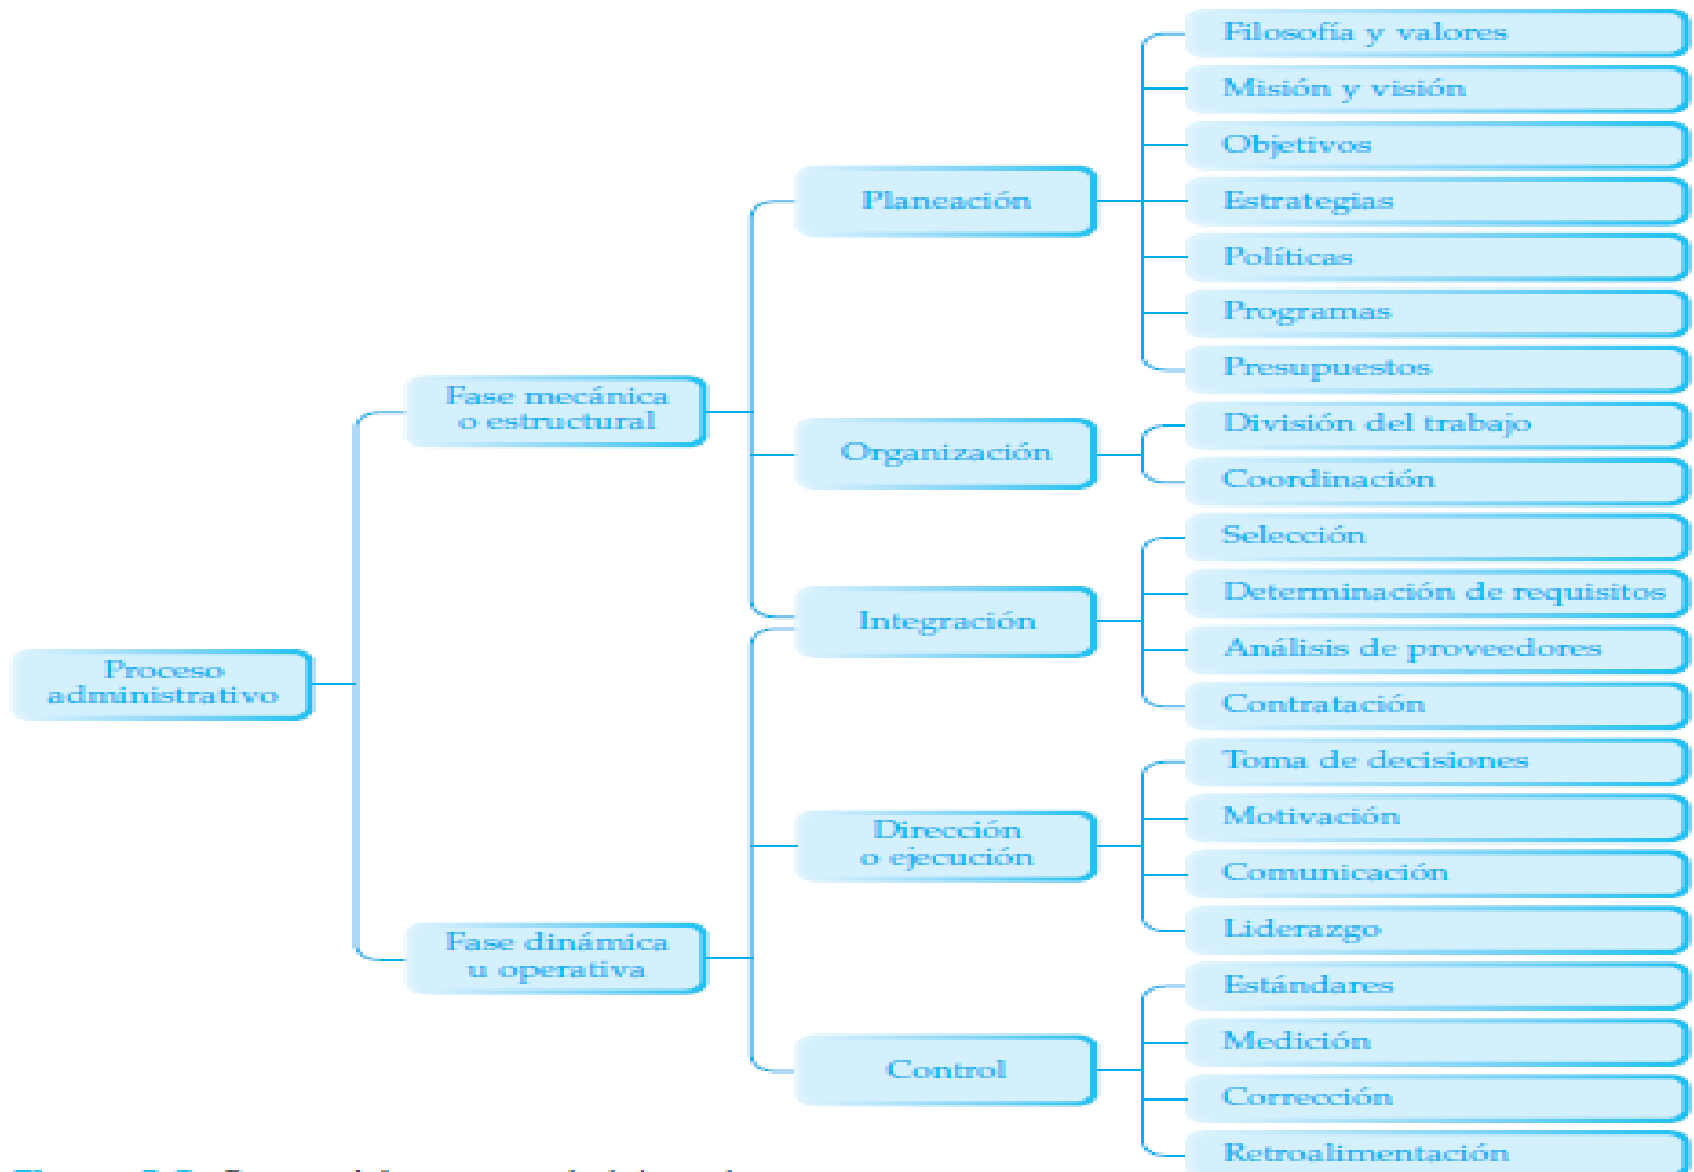 Proceso
administrativo
Fase mecánica
o estructural
Fase dinámica
u operativa
Planeación
Organización
Integración
Dirección
o ejecución
Control
Filosofía y valores
Misión y visión
Objetivos
Estrategias
Políticas
Programas
Presupuestos
División del trabajo
Coordinación
Selección
Determinación de requisitos
Análisis de proveedores
Contratación
Toma de decisiones
Motivación
Comunicación
Liderazgo
Estándares
Medición
Corrección
Retroalimentación